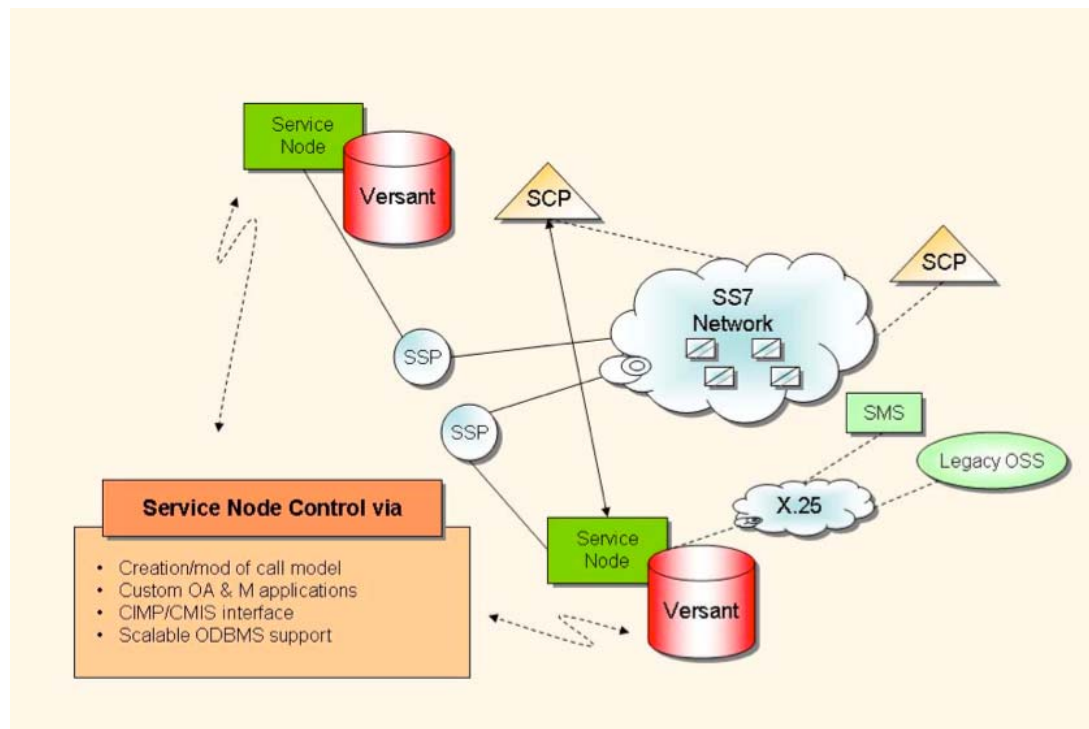 Service
Node
Versant
SCP
SCP
SS7
Network
SSP
SSP
SMS
Legacy OSS
X.25
Service Node Control via
• Creation/mod of call model
• Custom OA & M applications
• CIMP/CMIS interface
• Scalable ODBMS support
Service
Node
Versant